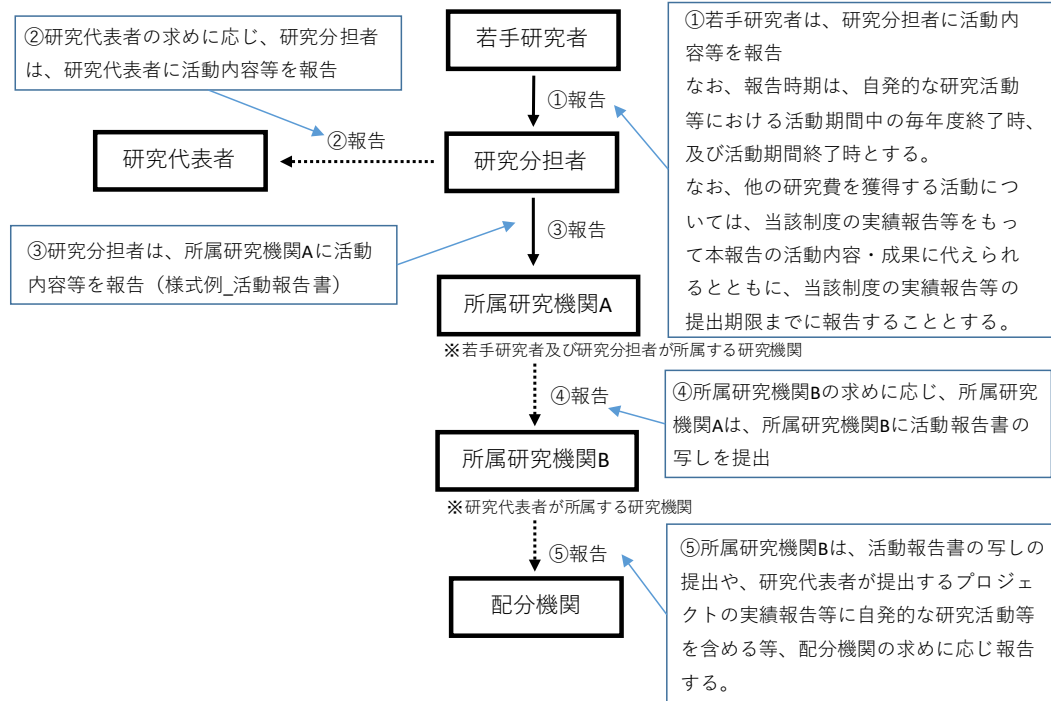 ②研究代表者の求めに応じ、研究分担者
は、研究代表者に活動内容等を報告
若手研究者
①若手研究者は、研究分担者に活動内
容等を報告
なお、報告時期は、自発的な研究活動
等における活動期間中の毎年度終了時、
及び活動期間終了時とする。
なお、他の研究費を獲得する活動につ
いては、当該制度の実績報告等をもっ
て本報告の活動内容・成果に代えられ
るとともに、当該制度の実績報告等の
提出期限までに報告することとする。
①報告
②報告
研究代表者
研究分担者
③研究分担者は、所属研究機関Aに活動
内容等を報告（様式例_活動報告書）
③報告
所属研究機関A
※若手研究者及び研究分担者が所属する研究機関
④報告
④所属研究機関Bの求めに応じ、所属研究
機関Aは、所属研究機関Bに活動報告書の
写しを提出
所属研究機関B
※研究代表者が所属する研究機関
⑤報告
⑤所属研究機関Bは、活動報告書の写しの
提出や、研究代表者が提出するプロジェ
クトの実績報告等に自発的な研究活動等
を含める等、配分機関の求めに応じ報告
する。
配分機関